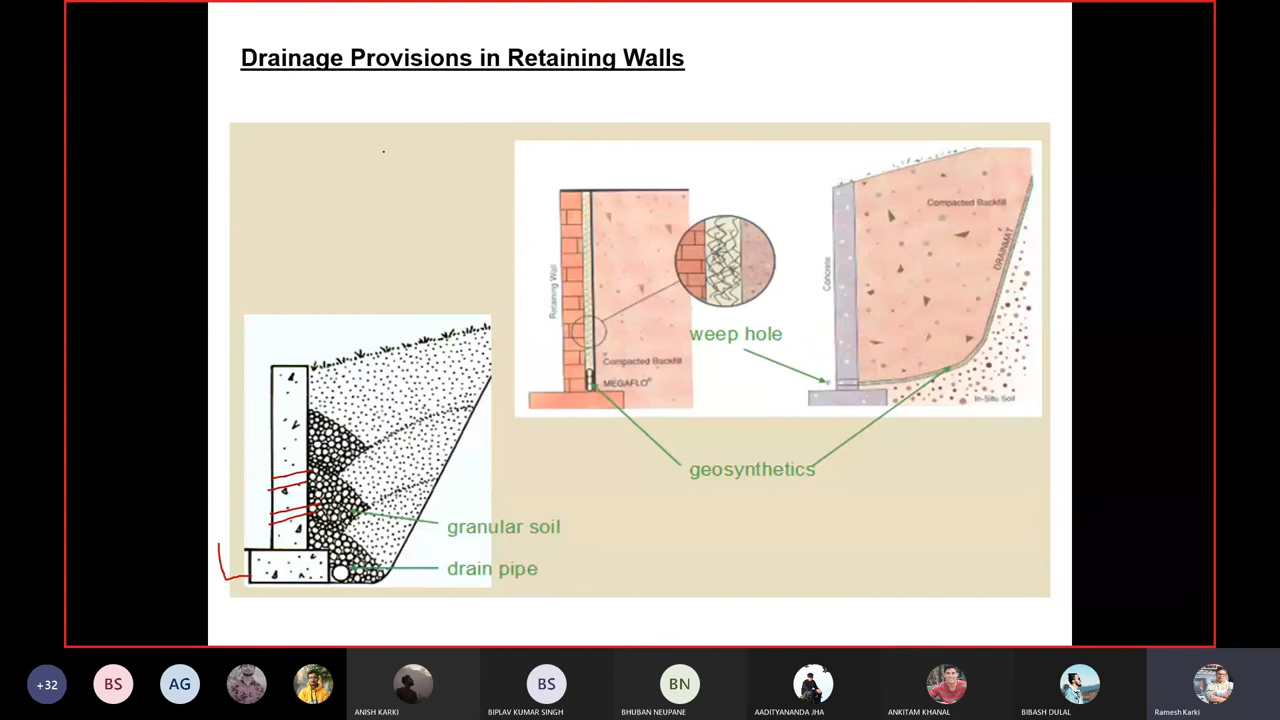 Drainage Provisions in Retaining Walls
Compacted Backfill
DRAINMAT
Retaining Wall
Concrete
weep hole
Compacted Backfill
MEGAFLO®
In-Situ Soil
geosynthetics
granular soil
drain pipe
+32
BS
AG
BS
BN
ANISH KARKI
BIPLAV KUMAR SINGH
BHUBAN NEUPANE
AADITYANANDA JHA
ANKITAM KHANAL
BIBASH DULAL
Ramesh Karki